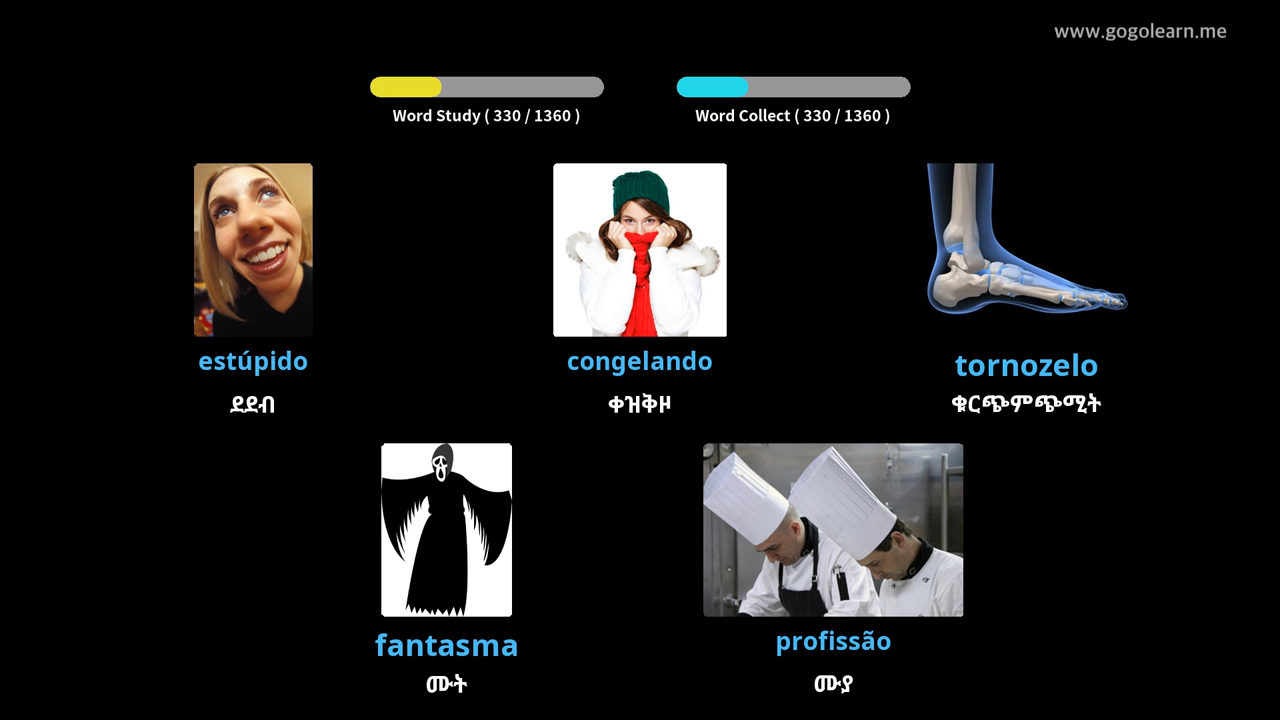 www.gogolearn.me
Word Study ( 330 / 1360 )
Word Collect ( 330 / 1360 )
estúpido
ደደብ
congelando
ቀዝቅዞ
tornozelo
ቁርጭምጭሚት
fantasma
ሙት
profissão
ሙያ